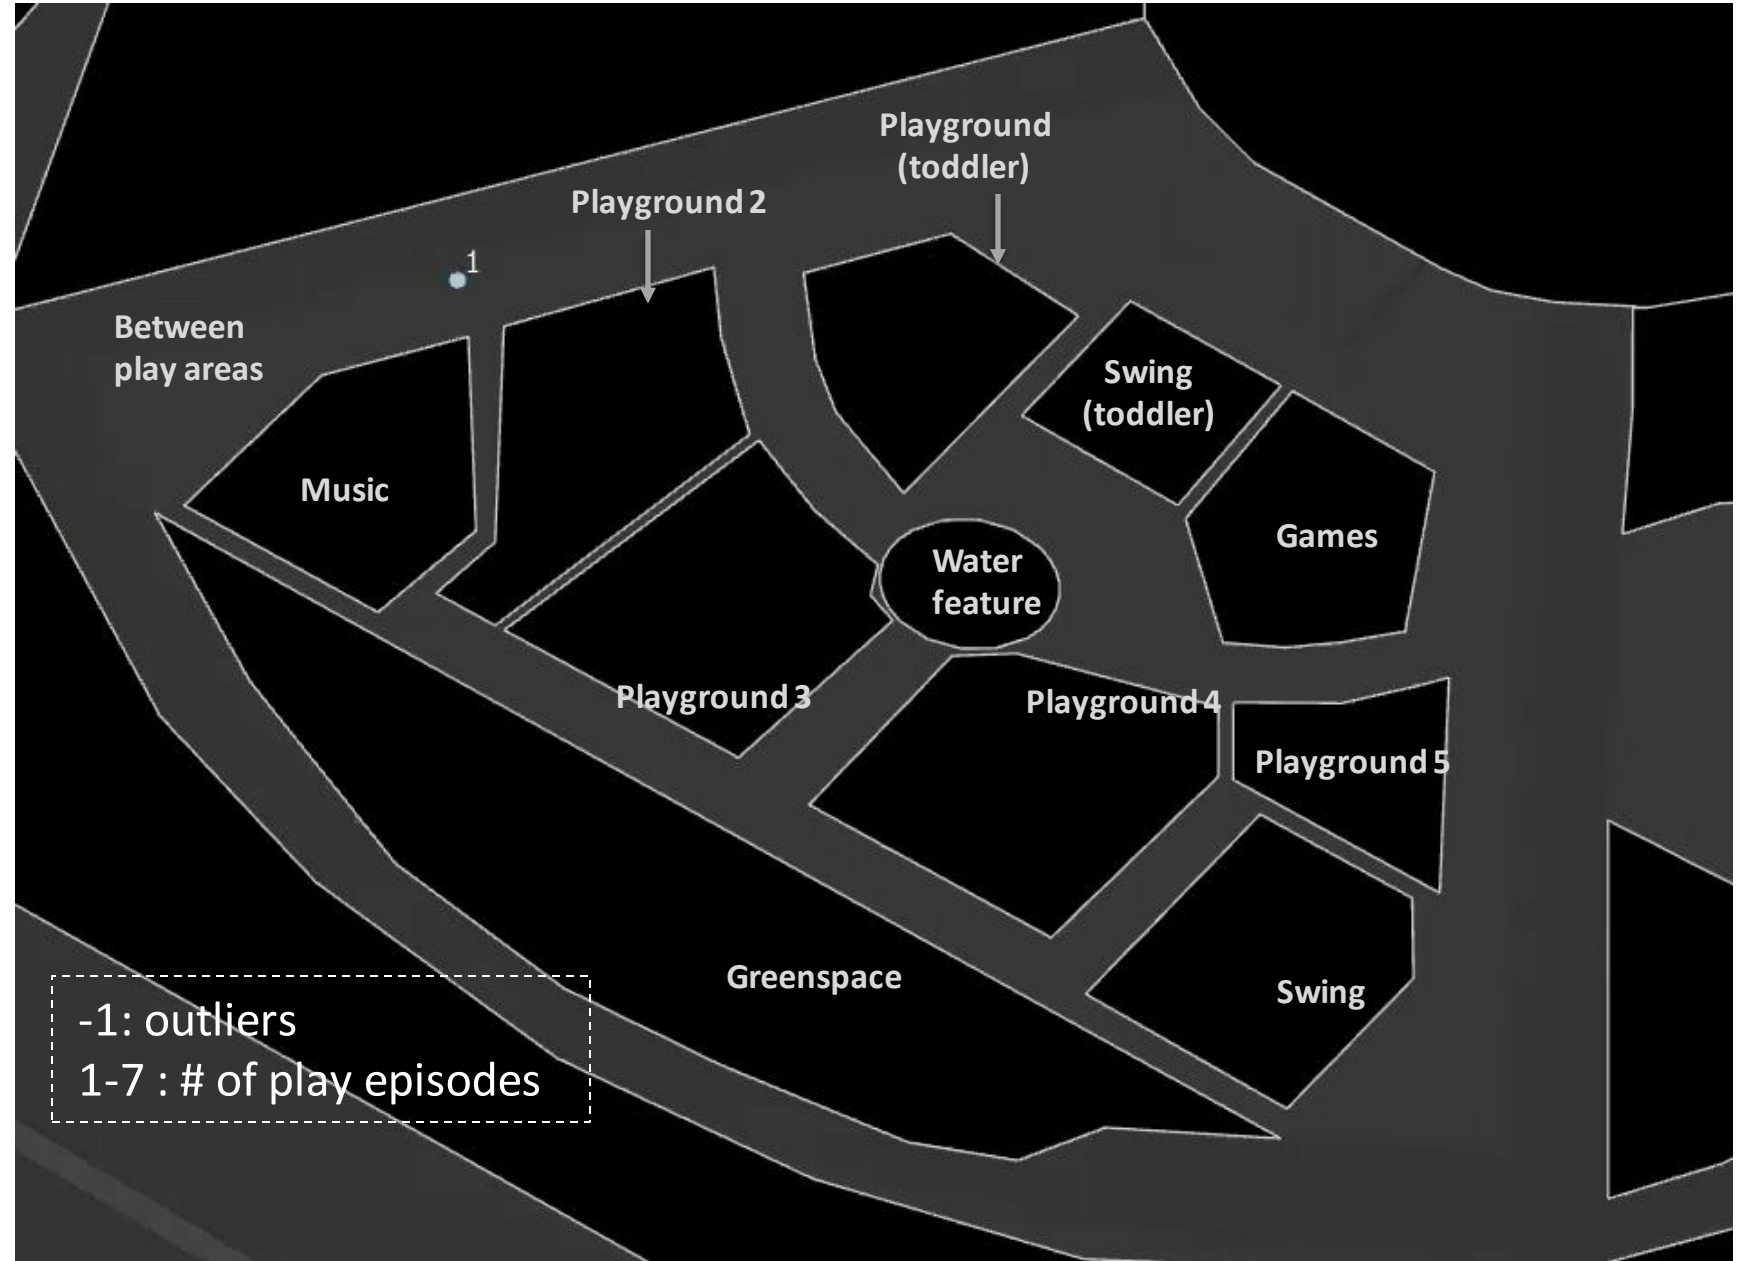 Playground
(toddler)
Playground 2
1
Between
play areas
Swing
(toddler)
Music
Games
Water
feature
Playground 3
Playground 4
Playground 5
Greenspace
Swing
-1: outliers
1-7 : # of play episodes